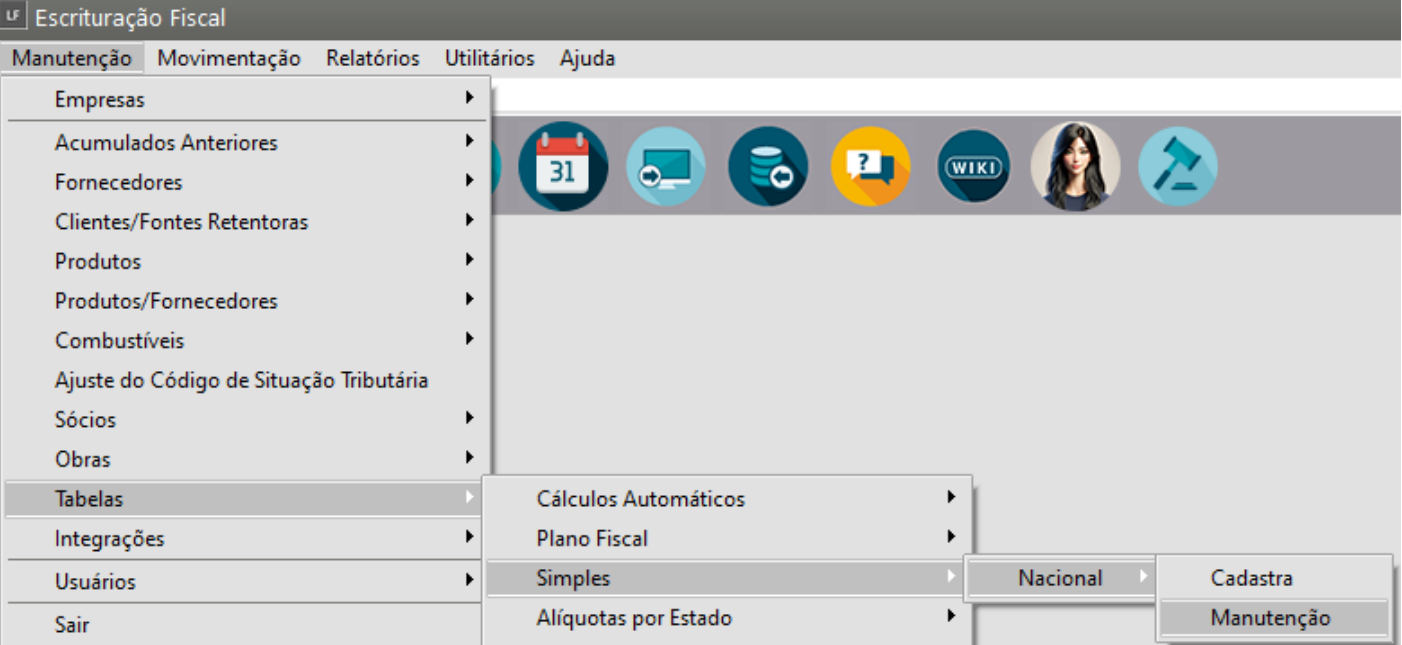 LF Escrituração Fiscal
Manutenção Movimentação Relatórios Utilitários Ajuda
Empresas
Acumulados Anteriores
31 ? WIKI
Fornecedores
Clientes/Fontes Retentoras
Produtos
Produtos/Fornecedores
Combustíveis
Ajuste do Código de Situação Tributária
Sócios
Obras
Tabelas
Integrações
Usuários
Sair
Cálculos Automáticos
Plano Fiscal
Simples
Alíquotas por Estado
Nacional
Cadastra
Manutenção